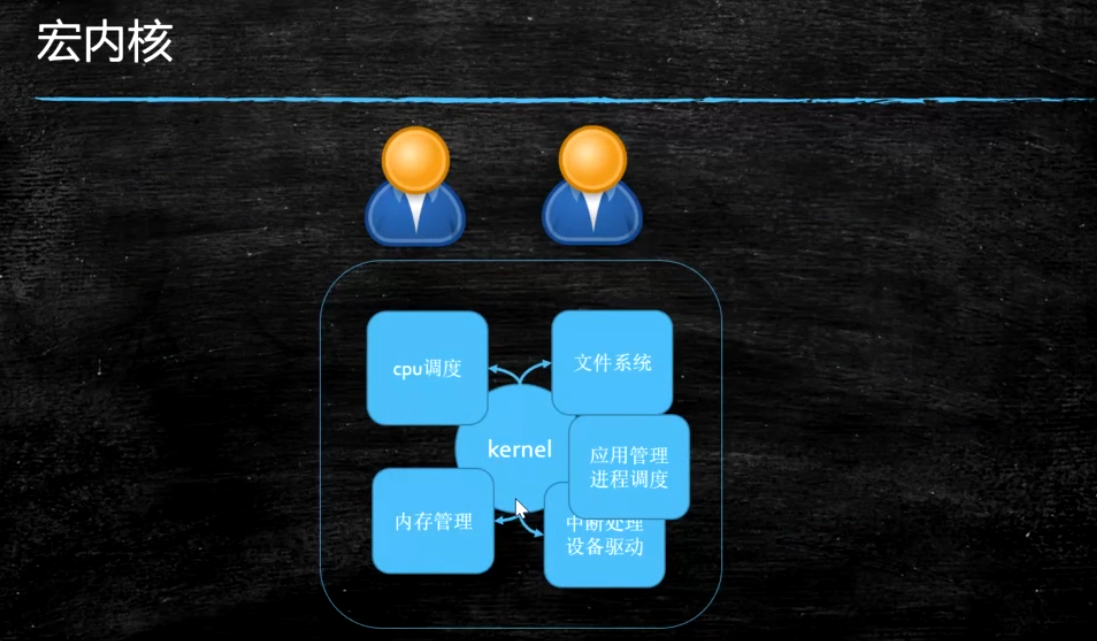 宏内核
cpu调度
文件系统
kernel
应用管理
进程调度
内存管理
中断处理
设备驱动